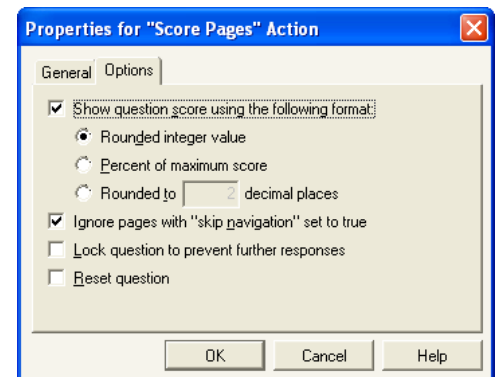 Properties for "Score Pages" Action
General Options
Show question score using the following format:
Rounded integer value
Percent of maximum score
Rounded to 2 decimal places
Ignore pages with "skip navigation" set to true
Lock question to prevent further responses
Reset question
OK Cancel Help